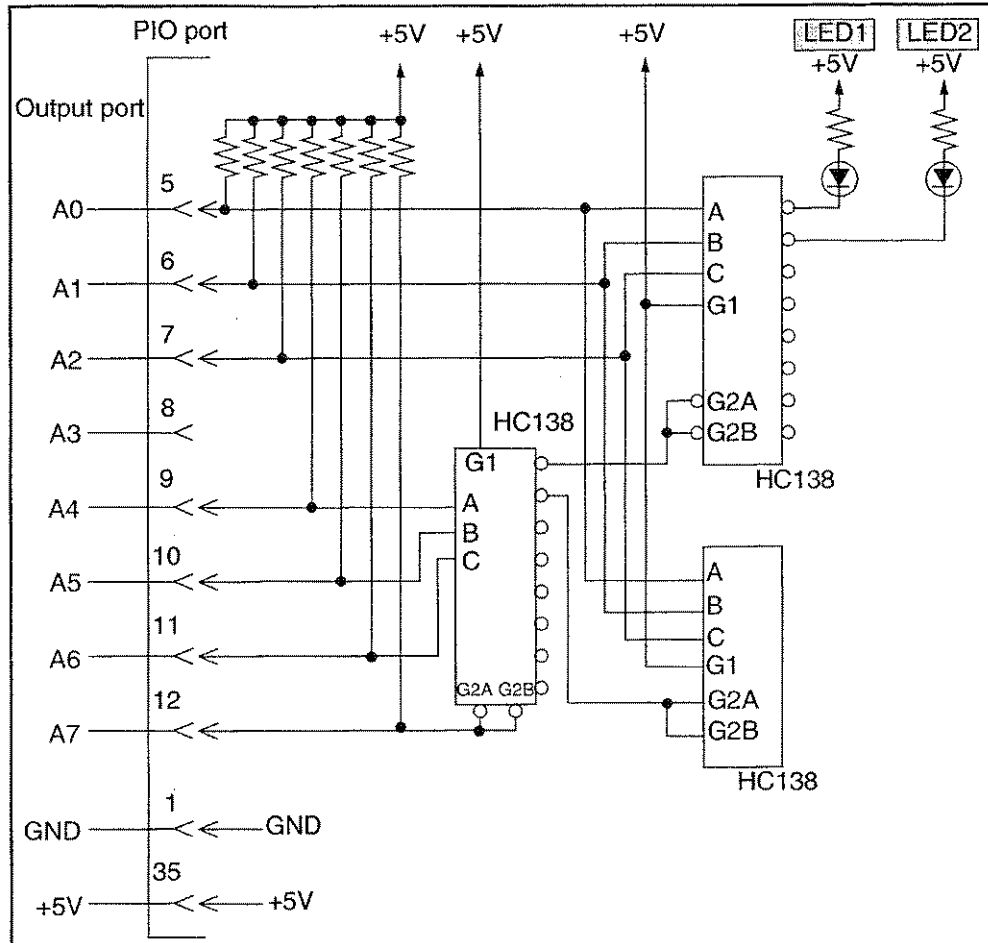 PIO port
+5V +5V +5V
LED1 LED2
+5V +5V
Output port
5
A0
6
A1
7
A2
8
A3
9
A4
10
A5
11
A6
12
A7
1
GND GND
35
+5V +5V
HC138
G1
A
B
C
G2A G2B
A
B
C
G1
G2A
G2B
HC138
A
B
C
G1
G2A
G2B
HC138